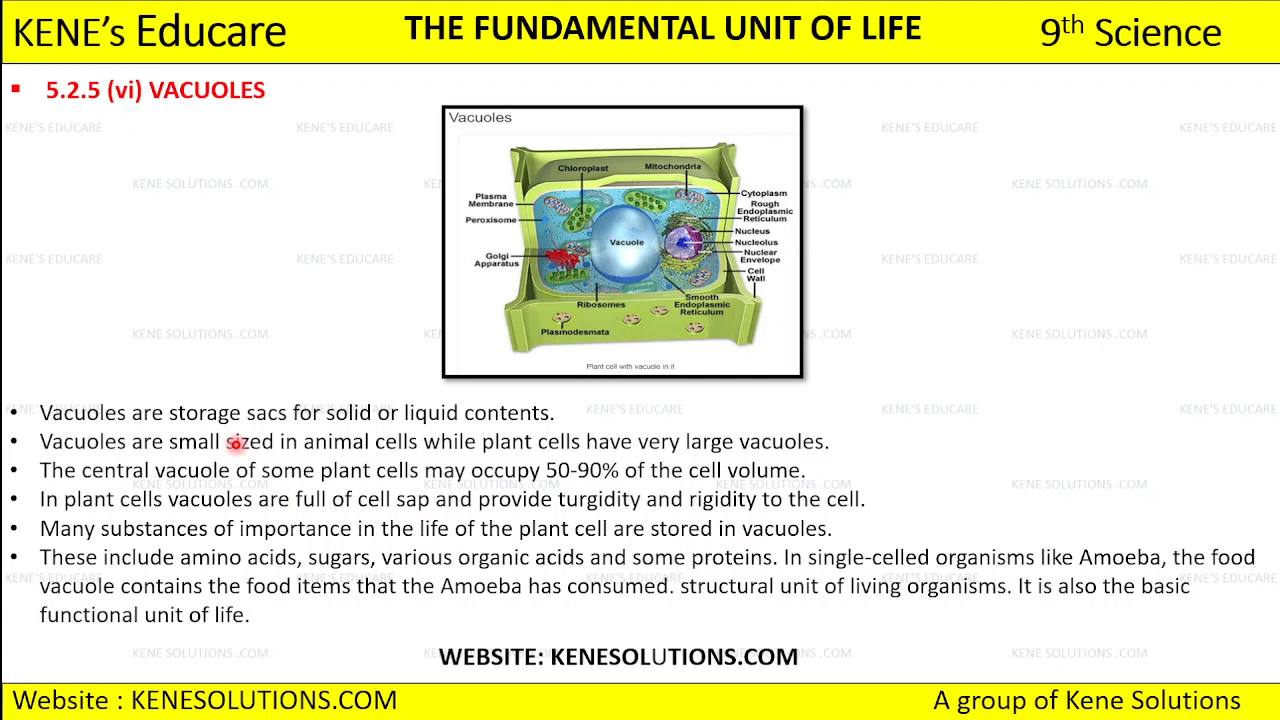 KENE's Educare
THE FUNDAMENTAL UNIT OF LIFE
9th Science
▪ 5.2.5 (vi) VACUOLES
Vacuoles
Chloroplast
Mitochondria
Plasma
Membrane
Peroxisome
Golgi
Apparatus
Vacuole
Cytoplasm
Rough
Endoplasmic
Reticulum
Nucleus
Nucleolus
Nuclear
Envelope
Cell
Wall
Ribosomes
Smooth
Endoplasmic
Reticulum
Plasmodesmata
Plant cell with vacuole in it
• Vacuoles are storage sacs for solid or liquid contents.
• Vacuoles are small sized in animal cells while plant cells have very large vacuoles.
• The central vacuole of some plant cells may occupy 50-90% of the cell volume.
• In plant cells vacuoles are full of cell sap and provide turgidity and rigidity to the cell.
• Many substances of importance in the life of the plant cell are stored in vacuoles.
• These include amino acids, sugars, various organic acids and some proteins. In single-celled organisms like Amoeba, the food
vacuole contains the food items that the Amoeba has consumed. structural unit of living organisms. It is also the basic
functional unit of life.
WEBSITE: KENESOLUTIONS.COM
Website : KENESOLUTIONS.COM
A group of Kene Solutions
KENE'S EDUCARE
KENE SOLUTIONS .COM